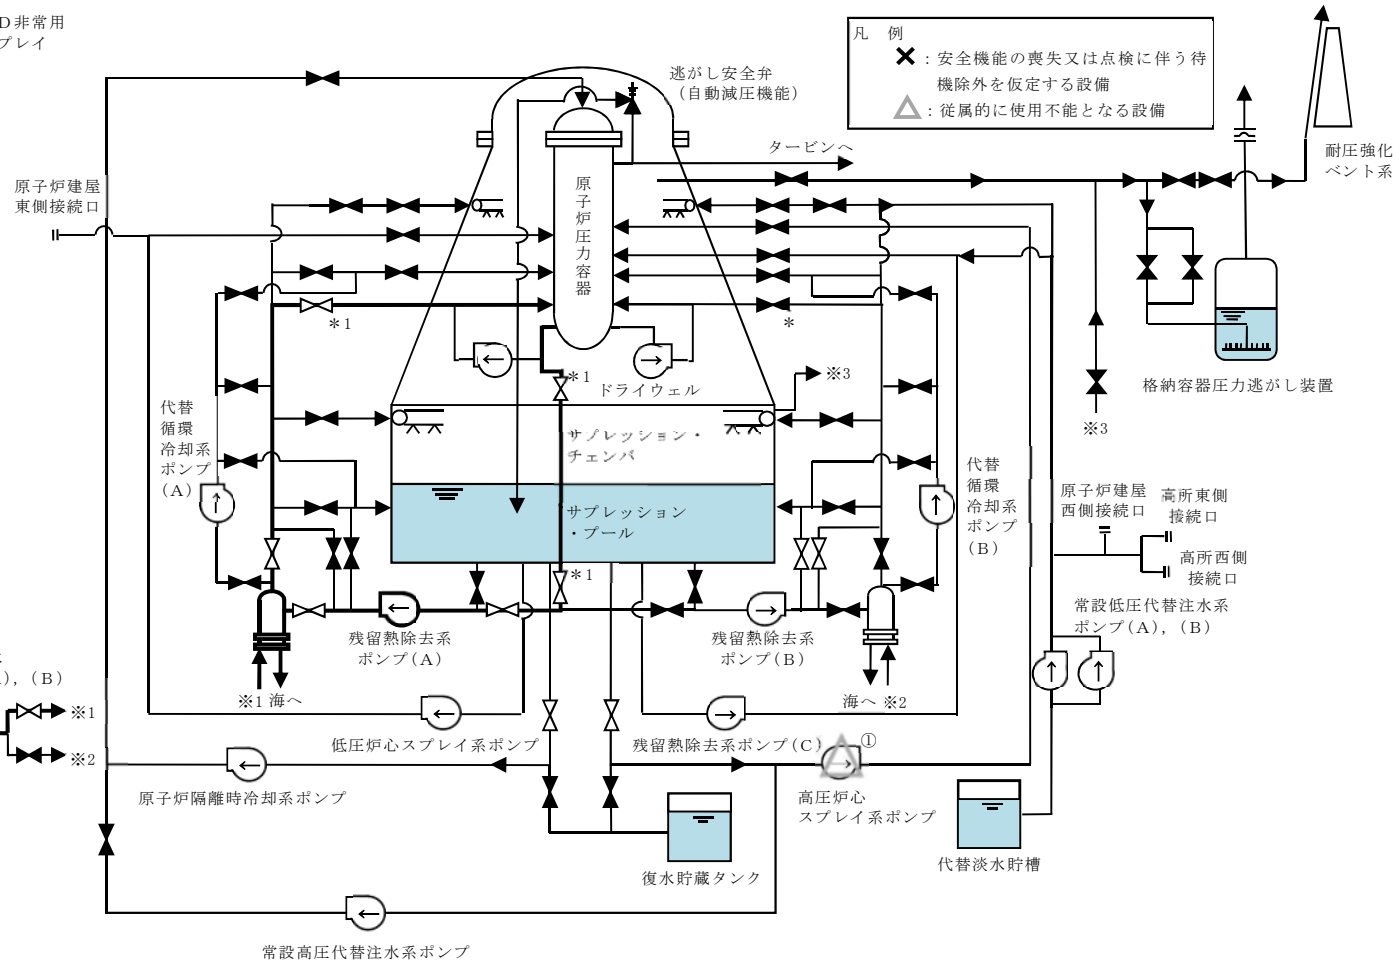 D非常用
プレイ
凡 例
：安全機能の喪失又は点検に伴う待
機除外を仮定する設備
：従属的に使用不能となる設備
逃がし安全弁
（自動減圧機能）
タービンへ
耐圧強化
ベント系
原子炉建屋
東側接続口
原子炉圧力容器
＊1
＊
＊1
ドライウェル
※3
格納容器圧力逃がし装置
※3
代替
循環
冷却系
ポンプ
（A）
サプレッション・
チェンバ
サプレッション
・プール
＊1
代替
循環
冷却系
ポンプ
（B）
原子炉建屋
西側接続口
高所東側
接続口
高所西側
接続口
常設低圧代替注水系
ポンプ(A)，(B)
残留熱除去系
ポンプ(A)
残留熱除去系
ポンプ(B)
)，(B)
※1 海へ
海へ ※2
※1
※2
低圧炉心スプレイ系ポンプ
残留熱除去系ポンプ(C)
①
原子炉隔離時冷却系ポンプ
高圧炉心
スプレイ系ポンプ
復水貯蔵タンク
代替淡水貯槽
常設高圧代替注水系ポンプ